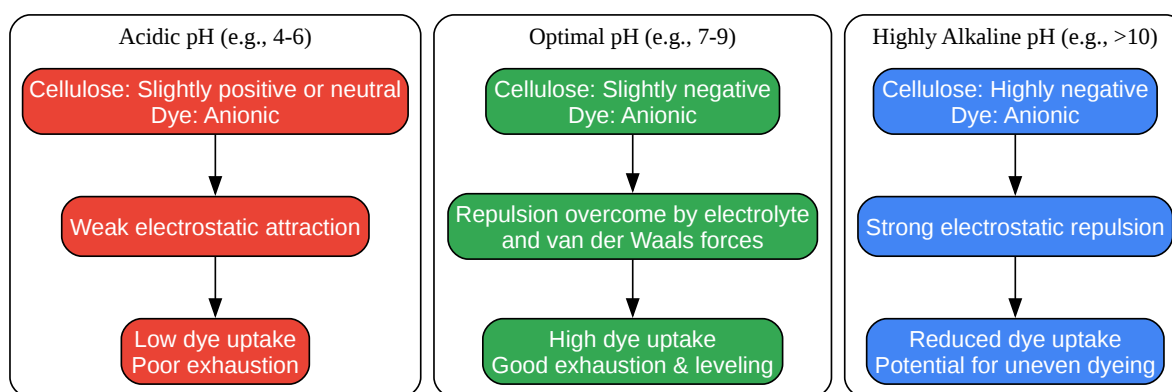 Acidic pH (e.g., 4-6)
Cellulose: Slightly positive or neutral
Dye: Anionic
Weak electrostatic attraction
Low dye uptake
Poor exhaustion
Optimal pH (e.g., 7-9)
Cellulose: Slightly negative
Dye: Anionic
Repulsion overcome by electrolyte
and van der Waals forces
High dye uptake
Good exhaustion & leveling
Highly Alkaline pH (e.g., >10)
Cellulose: Highly negative
Dye: Anionic
Strong electrostatic repulsion
Reduced dye uptake
Potential for uneven dyeing